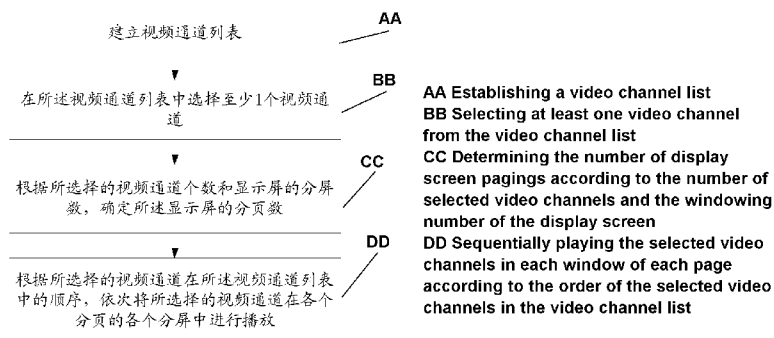 建立视频通道列表
AA
在所述视频通道列表中选择至少1个视频通
道
BB
根据所选择的视频通道个数和显示屏的分屏
数，确定所述显示屏的分页数
CC
根据所选择的视频通道在所述视频通道列表
中的顺序，依次将所选择的视频通道在各个
分页的各个分屏中进行播放
DD
AA Establishing a video channel list
BB Selecting at least one video channel
from the video channel list
CC Determining the number of display
screen pagings according to the number of
selected video channels and the windowing
number of the display screen
DD Sequentially playing the selected video
channels in each window of each page
according to the order of the selected video
channels in the video channel list